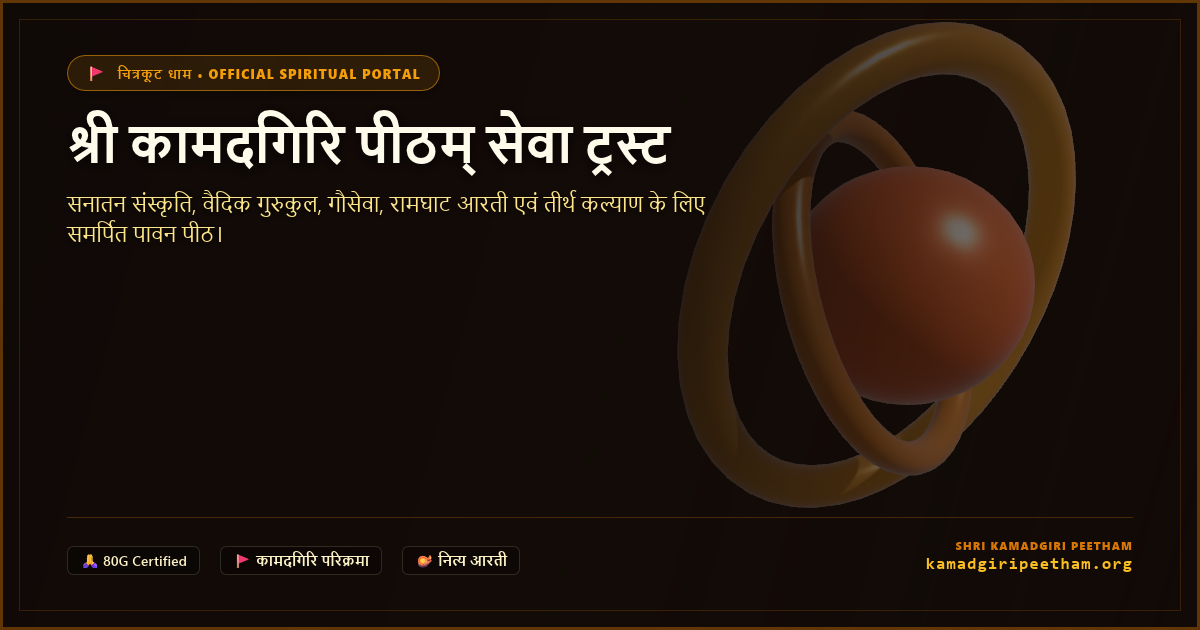 चित्रकूट धाम • OFFICIAL SPIRITUAL PORTAL
श्री कामदगिरि पीठम् सेवा ट्रस्ट
सनातन संस्कृति, वैदिक गुरुकुल, गौसेवा, रामघाट आरती एवं तीर्थ कल्याण के लिए
समर्पित पावन पीठ।
80G Certified
कामदगिरि परिक्रमा
नित्य आरती
SHRI KAMADGIRI PEETHAM
kamadgiripeetham.org